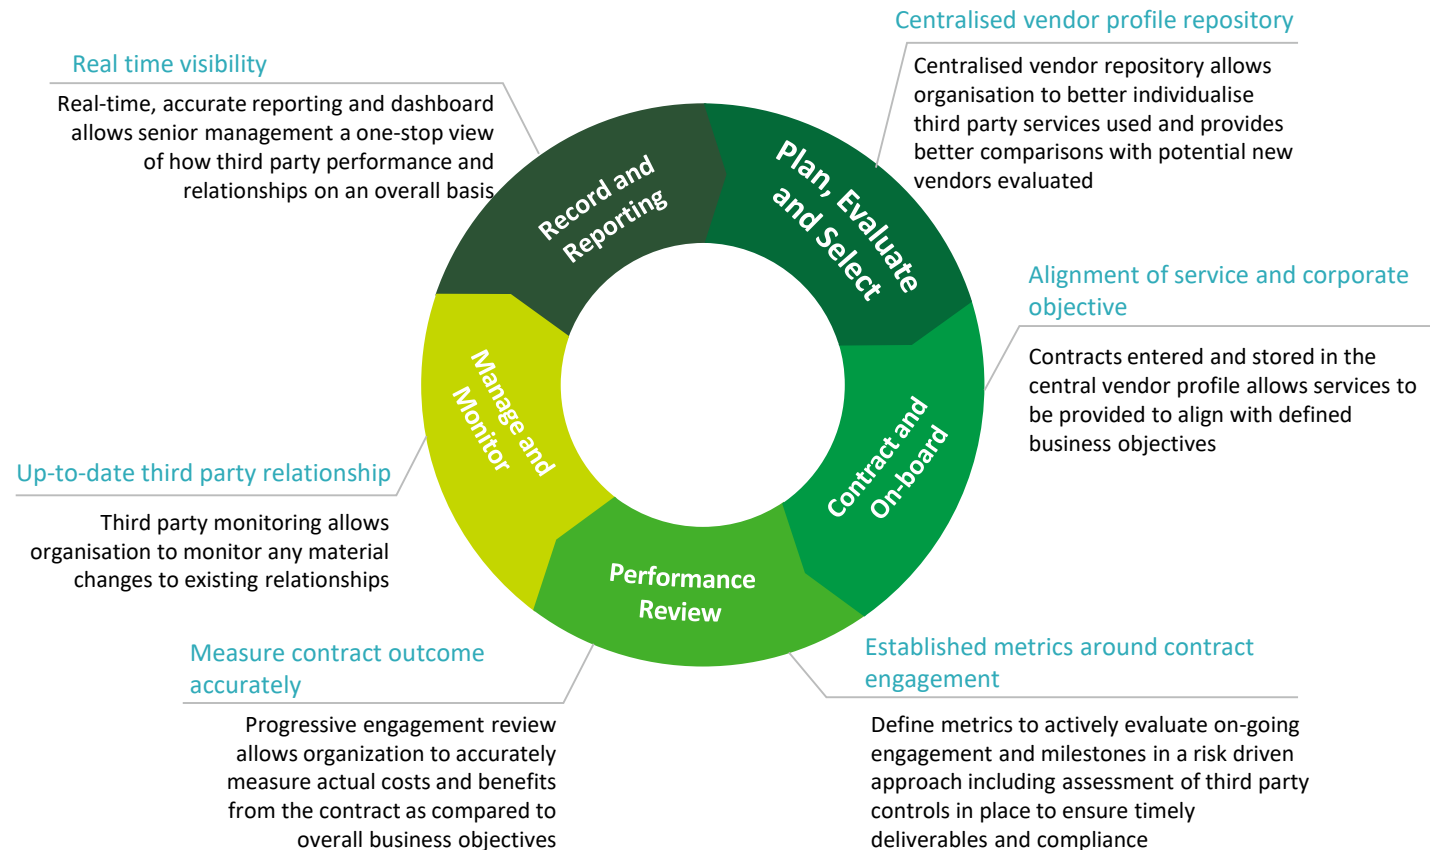 Centralised vendor profile repository
Centralised vendor repository allows
organisation to better individualise
third party services used and provides
better comparisons with potential new
vendors evaluated
Real time visibility
Real-time, accurate reporting and dashboard
allows senior management a one-stop view
of how third party performance and
relationships on an overall basis
Record and
Reporting
Plan, Evaluate
and Select
Alignment of service and corporate
objective
Contracts entered and stored in the
central vendor profile allows services to
be provided to align with defined
business objectives
Manage and
Monitor
Contract and
On-board
Up-to-date third party relationship
Third party monitoring allows
organisation to monitor any material
changes to existing relationships
Performance
Review
Measure contract outcome
accurately
Progressive engagement review
allows organization to accurately
measure actual costs and benefits
from the contract as compared to
overall business objectives
Established metrics around contract
engagement
Define metrics to actively evaluate on-going
engagement and milestones in a risk driven
approach including assessment of third party
controls in place to ensure timely
deliverables and compliance